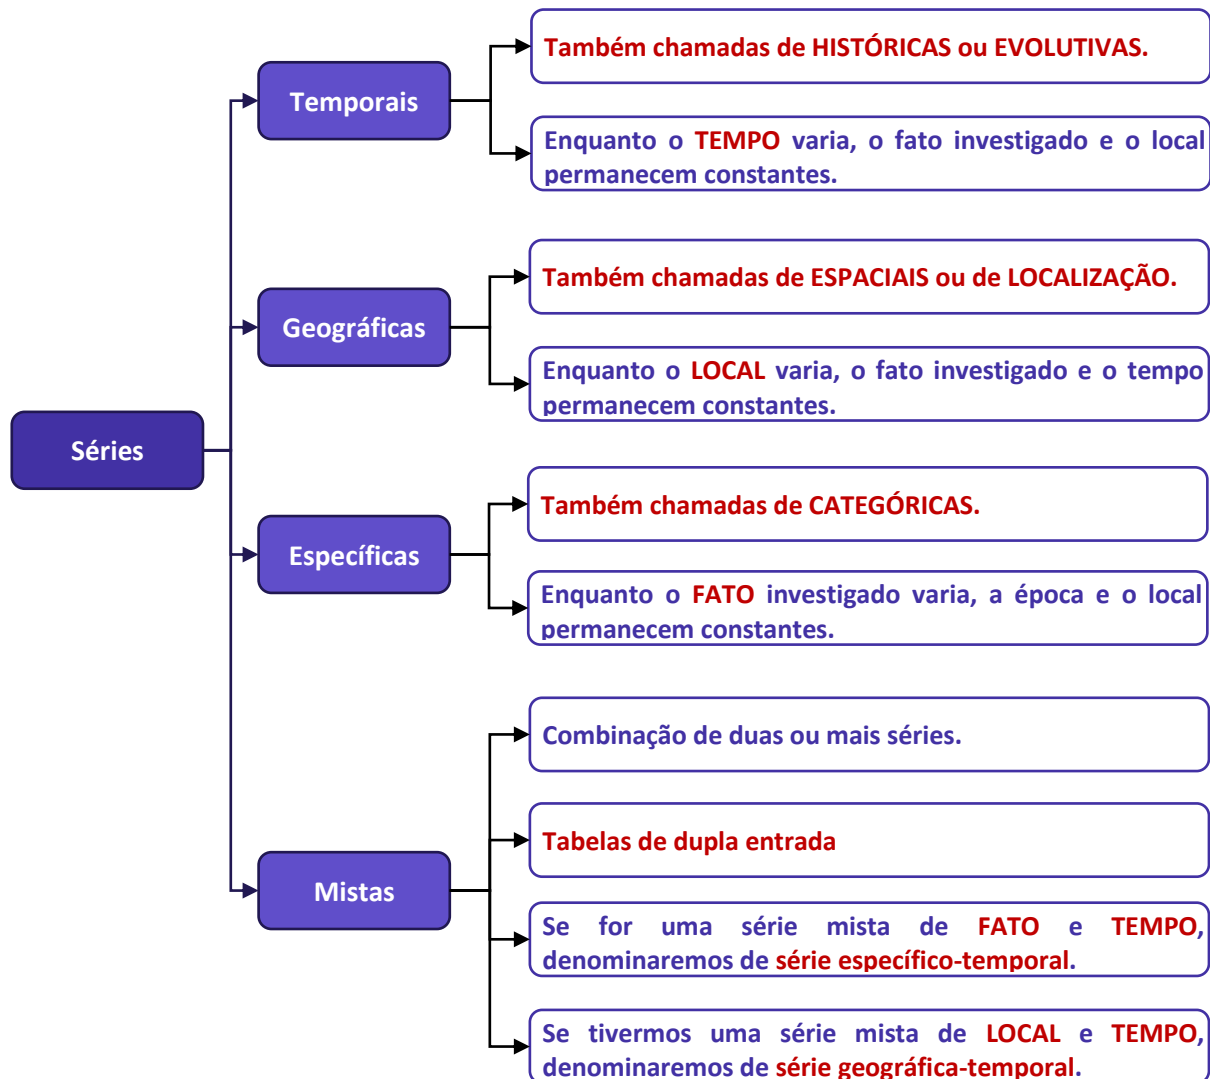 Séries
Temporais
Também chamadas de HISTÓRICAS ou EVOLUTIVAS.
Enquanto o TEMPO varia, o fato investigado e o local
permanecem constantes.
Geográficas
Também chamadas de ESPACIAIS ou de LOCALIZAÇÃO.
Enquanto o LOCAL varia, o fato investigado e o tempo
permanecem constantes.
Específicas
Também chamadas de CATEGÓRICAS.
Enquanto o FATO investigado varia, a época e o local
permanecem constantes.
Mistas
Combinação de duas ou mais séries.
Tabelas de dupla entrada
Se for uma série mista de FATO e TEMPO,
denominaremos de série específico-temporal.
Se tivermos uma série mista de LOCAL e TEMPO,
denominaremos de série geográfica-temporal.